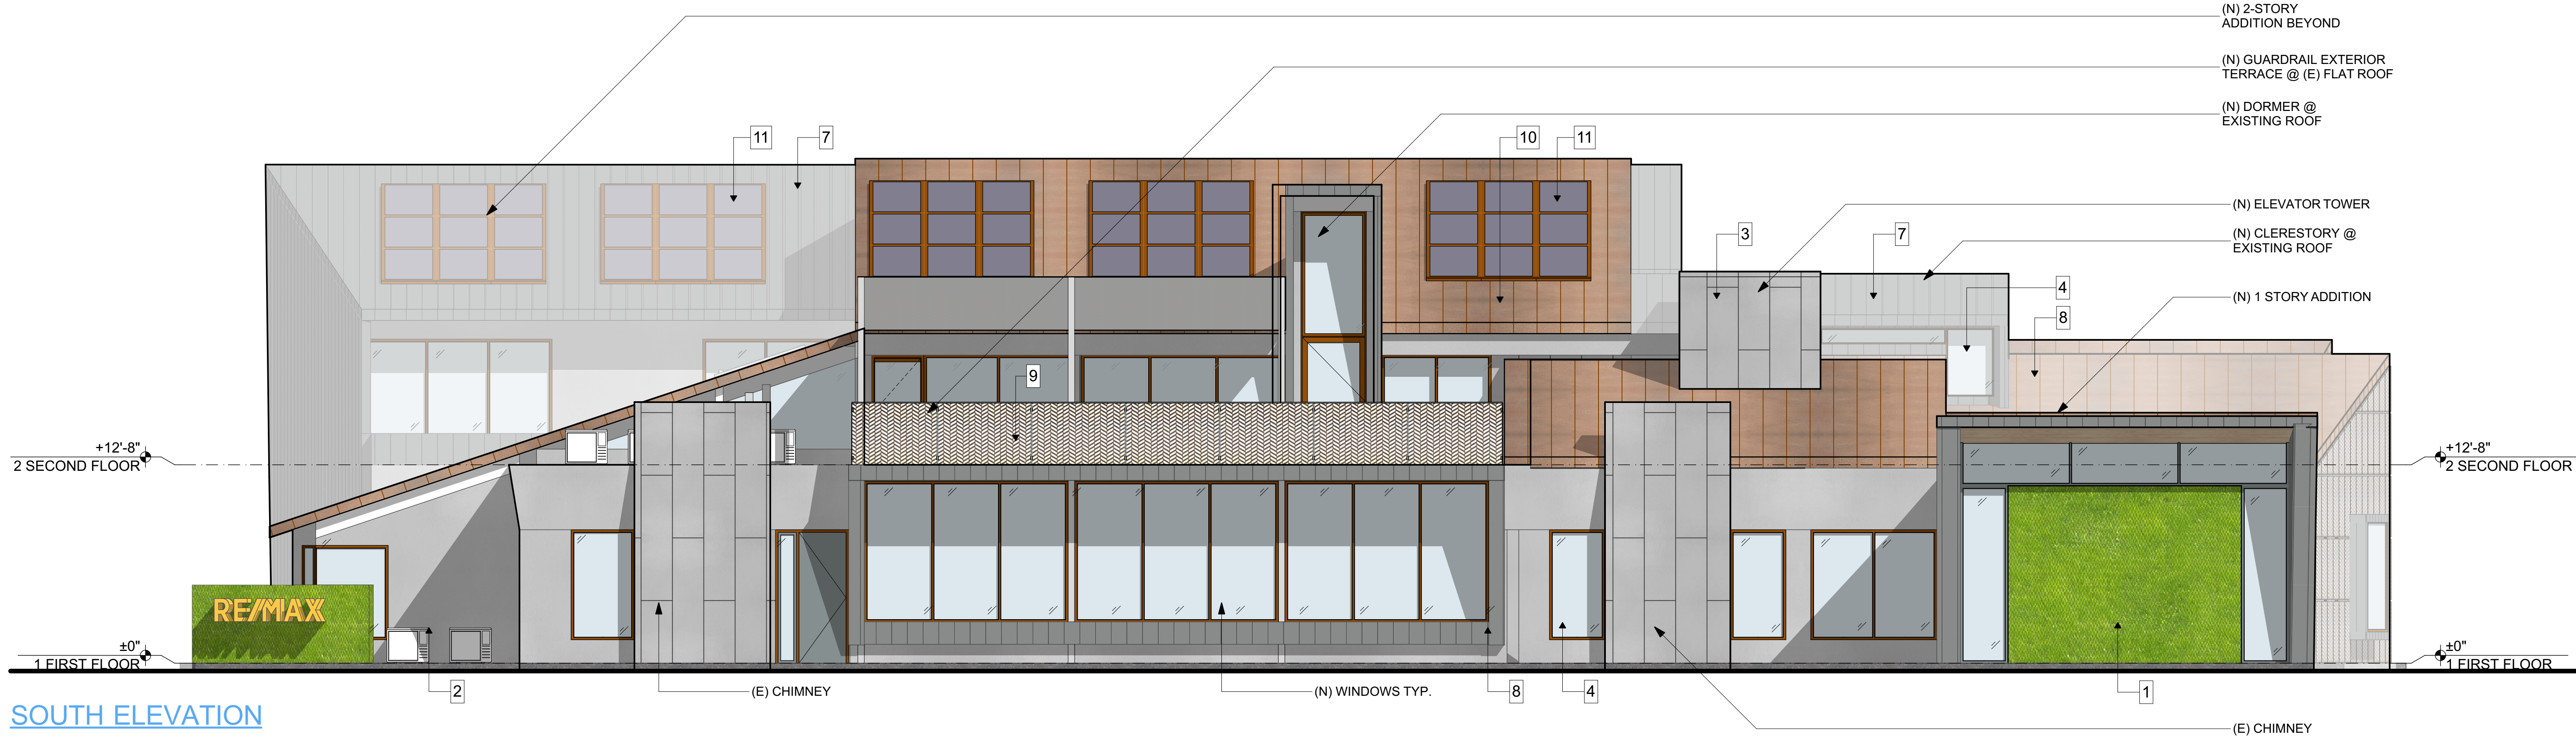 (N) 2-STORY
ADDITION BEYOND
(N) GUARDRAIL EXTERIOR
TERRACE @ (E) FLAT ROOF
(N) DORMER @
EXISTING ROOF
11
7
10
11
(N) ELEVATOR TOWER
3
7
(N) CLERESTORY @
EXISTING ROOF
4
(N) 1 STORY ADDITION
8
9
+12'-8"
2 SECOND FLOOR
+12'-8"
2 SECOND FLOOR
RE/MAX
±0"
1 FIRST FLOOR
±0"
1 FIRST FLOOR
2
(E) CHIMNEY
(N) WINDOWS TYP.
8
4
1
SOUTH ELEVATION
(E) CHIMNEY